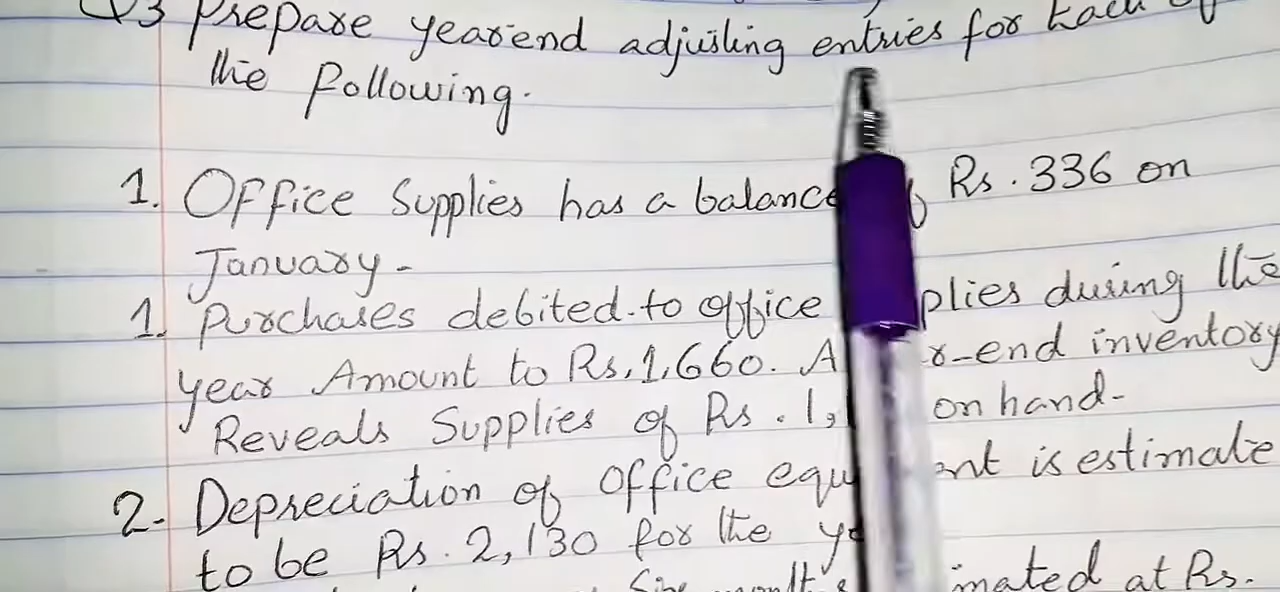 Q3 Prepare yearend adjusting entries for Each of
the following.
1. Office Supplies has a balance Rs. 336 on
January.
1. Purchases debited to office plies during the
year Amount to Rs. 1,660. A r-end inventory
Reveals Supplies of Rs. 1, on hand.
2. Depreciation of office equ nt is estimate
to be Rs. 2,130 for the ye
Six months mated at Rs.